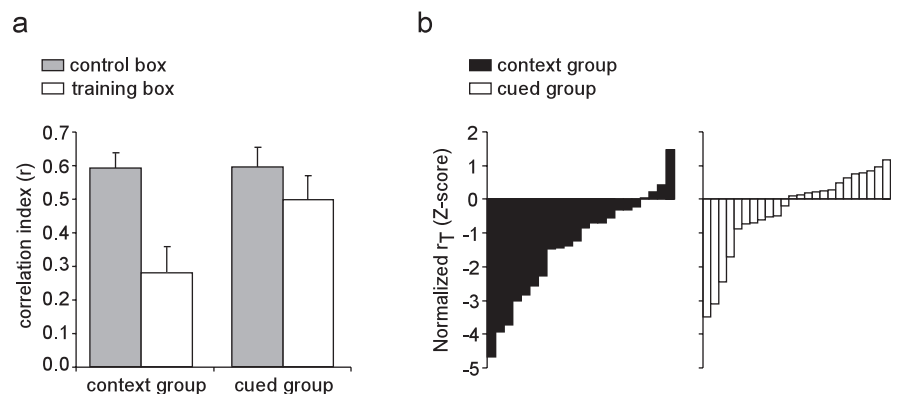 a
control box
training box
correlation index (r)
0.7
0.6
0.5
0.4
0.3
0.2
0.1
0.0
context group
cued group
b
context group
cued group
Normalized rT (Z-score)
2
1
0
-1
-2
-3
-4
-5